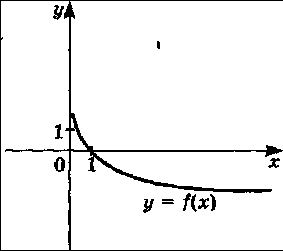 y
1
0 1 x
y = f(x)